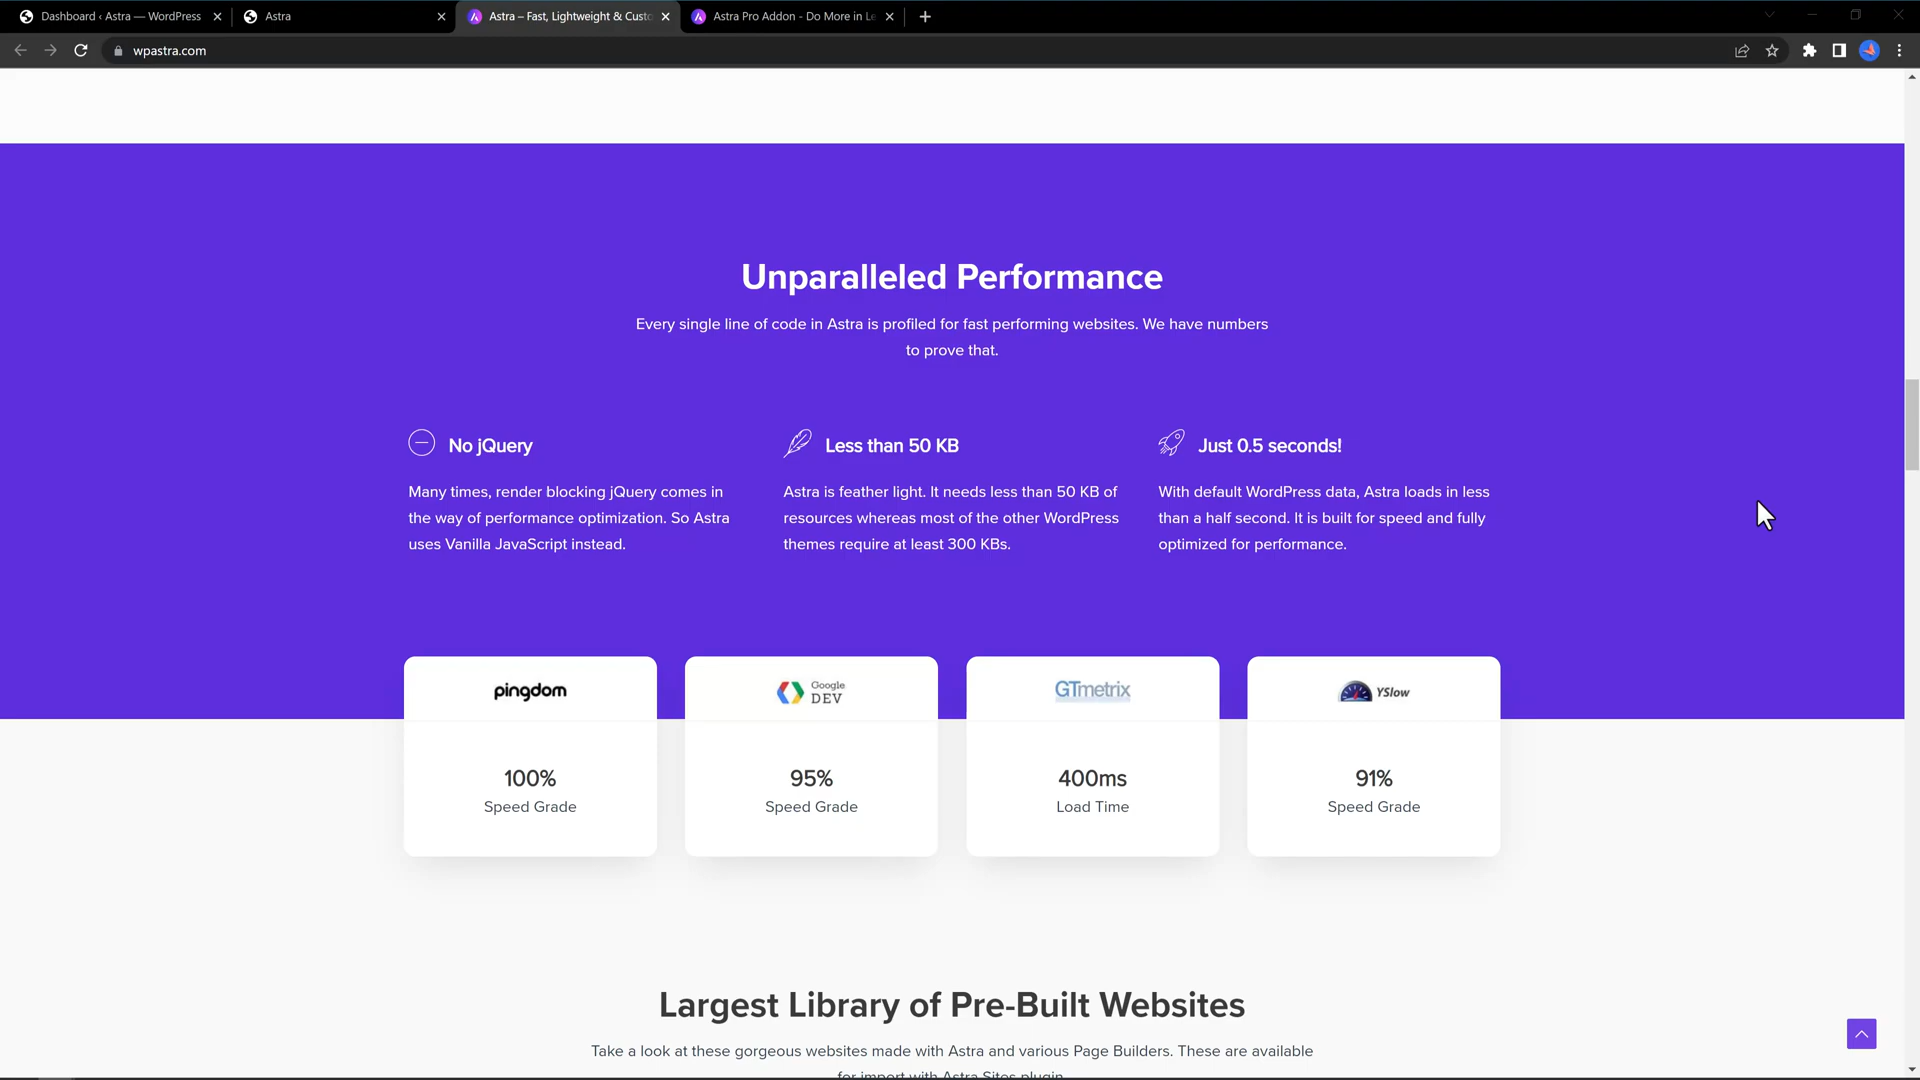 Dashboard ‹ Astra — WordPress
Astra
Astra – Fast, Lightweight & Custo
Astra Pro Addon - Do More in Le
wpastra.com
Unparalleled Performance
Every single line of code in Astra is profiled for fast performing websites. We have numbers
to prove that.
No jQuery
Many times, render blocking jQuery comes in
the way of performance optimization. So Astra
uses Vanilla JavaScript instead.
Less than 50 KB
Astra is feather light. It needs less than 50 KB of
resources whereas most of the other WordPress
themes require at least 300 KBs.
Just 0.5 seconds!
With default WordPress data, Astra loads in less
than a half second. It is built for speed and fully
optimized for performance.
pingdom
100%
Speed Grade
Google
DEV
95%
Speed Grade
GTmetrix
400ms
Load Time
YSlow
91%
Speed Grade
Largest Library of Pre-Built Websites
Take a look at these gorgeous websites made with Astra and various Page Builders. These are available
for import with Astra Sites plugin.